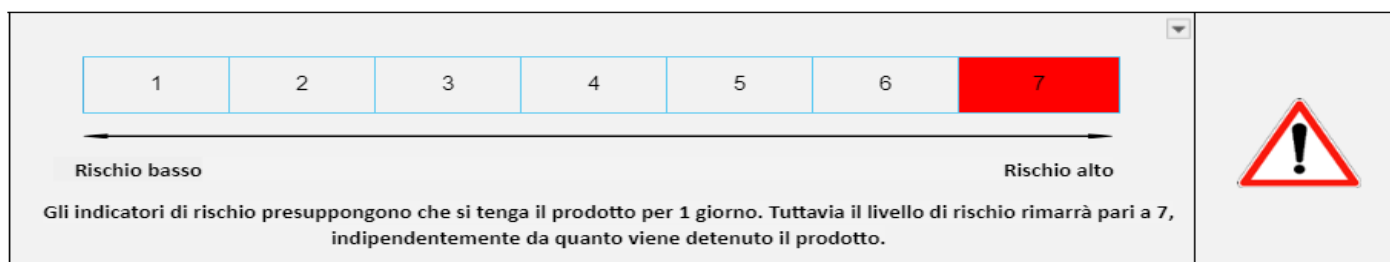 1 2 3 4 5 6 7
Rischio basso Rischio alto
Gli indicatori di rischio presuppongono che si tenga il prodotto per 1 giorno. Tuttavia il livello di rischio rimarrà pari a 7,
indipendentemente da quanto viene detenuto il prodotto.